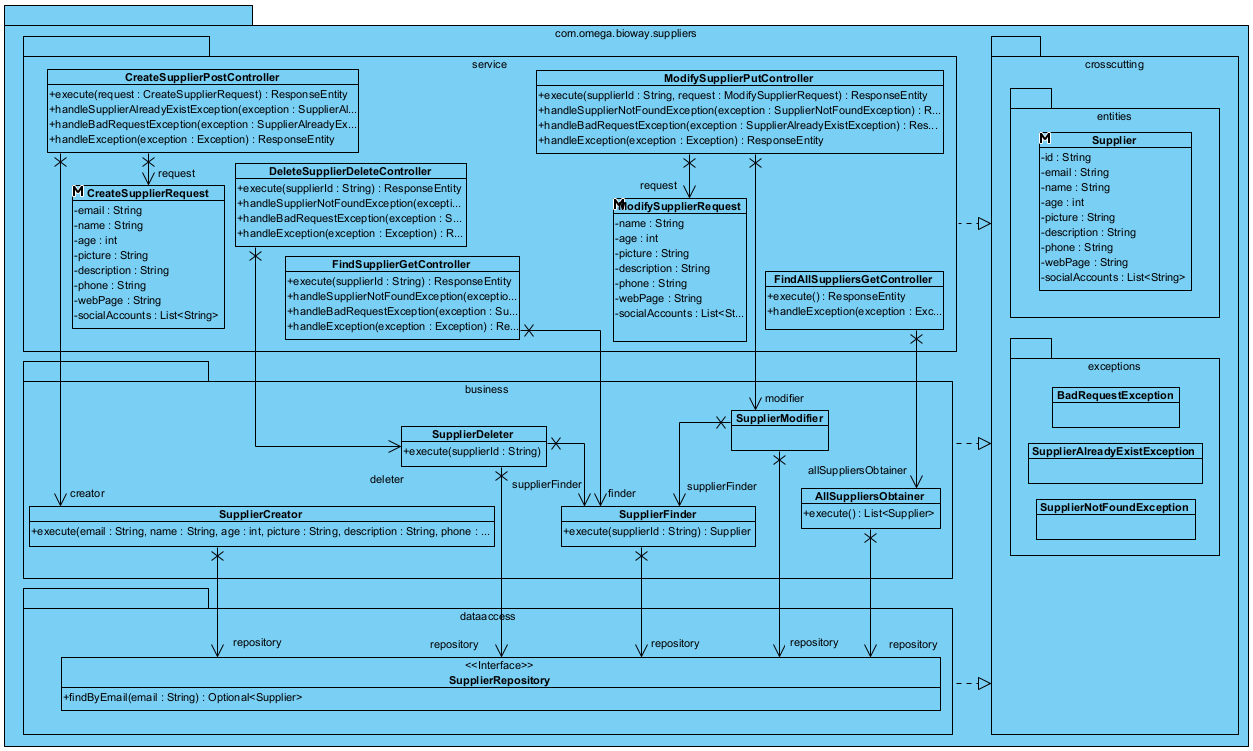 com.omega.bioway.suppliers
service
CreateSupplierPostController
+execute(request : CreateSupplierRequest) : ResponseEntity
+handleSupplierAlreadyExistException(exception : SupplierAl...
+handleBadRequestException(exception : SupplierAlreadyEx...
+handleException(exception : Exception) : ResponseEntity
request
CreateSupplierRequest
-email : String
-name : String
-age : int
-picture : String
-description : String
-phone : String
-webPage : String
-socialAccounts : List<String>
DeleteSupplierDeleteController
+execute(supplierId : String) : ResponseEntity
+handleSupplierNotFoundException(excepti...
+handleBadRequestException(exception : S...
+handleException(exception : Exception) : R...
FindSupplierGetController
+execute(supplierId : String) : ResponseEntity
+handleSupplierNotFoundException(exceptio...
+handleBadRequestException(exception : Su...
+handleException(exception : Exception) : Re...
ModifySupplierPutController
+execute(supplierId : String, request : ModifySupplierRequest) : ResponseEntity
+handleSupplierNotFoundException(exception : SupplierNotFoundException) : R...
+handleBadRequestException(exception : SupplierAlreadyExistException) : Res...
+handleException(exception : Exception) : ResponseEntity
request
ModifySupplierRequest
-name : String
-age : int
-picture : String
-description : String
-phone : String
-webPage : String
-socialAccounts : List<St...
FindAllSuppliersGetController
+execute() : ResponseEntity
+handleException(exception : Exc...
business
modifier
SupplierModifier
SupplierDeleter
+execute(supplierId : String)
deleter
supplierFinder
finder
supplierFinder
allSuppliersObtainer
AllSuppliersObtainer
+execute() : List<Supplier>
creator
SupplierCreator
+execute(email : String, name : String, age : int, picture : String, description : String, phone : ...
SupplierFinder
+execute(supplierId : String) : Supplier
dataaccess
repository
repository
repository
repository
repository
<<Interface>>
SupplierRepository
+findByEmail(email : String) : Optional<Supplier>
crosscutting
entities
Supplier
-id : String
-email : String
-name : String
-age : int
-picture : String
-description : String
-phone : String
-webPage : String
-socialAccounts : List<String>
exceptions
BadRequestException
SupplierAlreadyExistException
SupplierNotFoundException